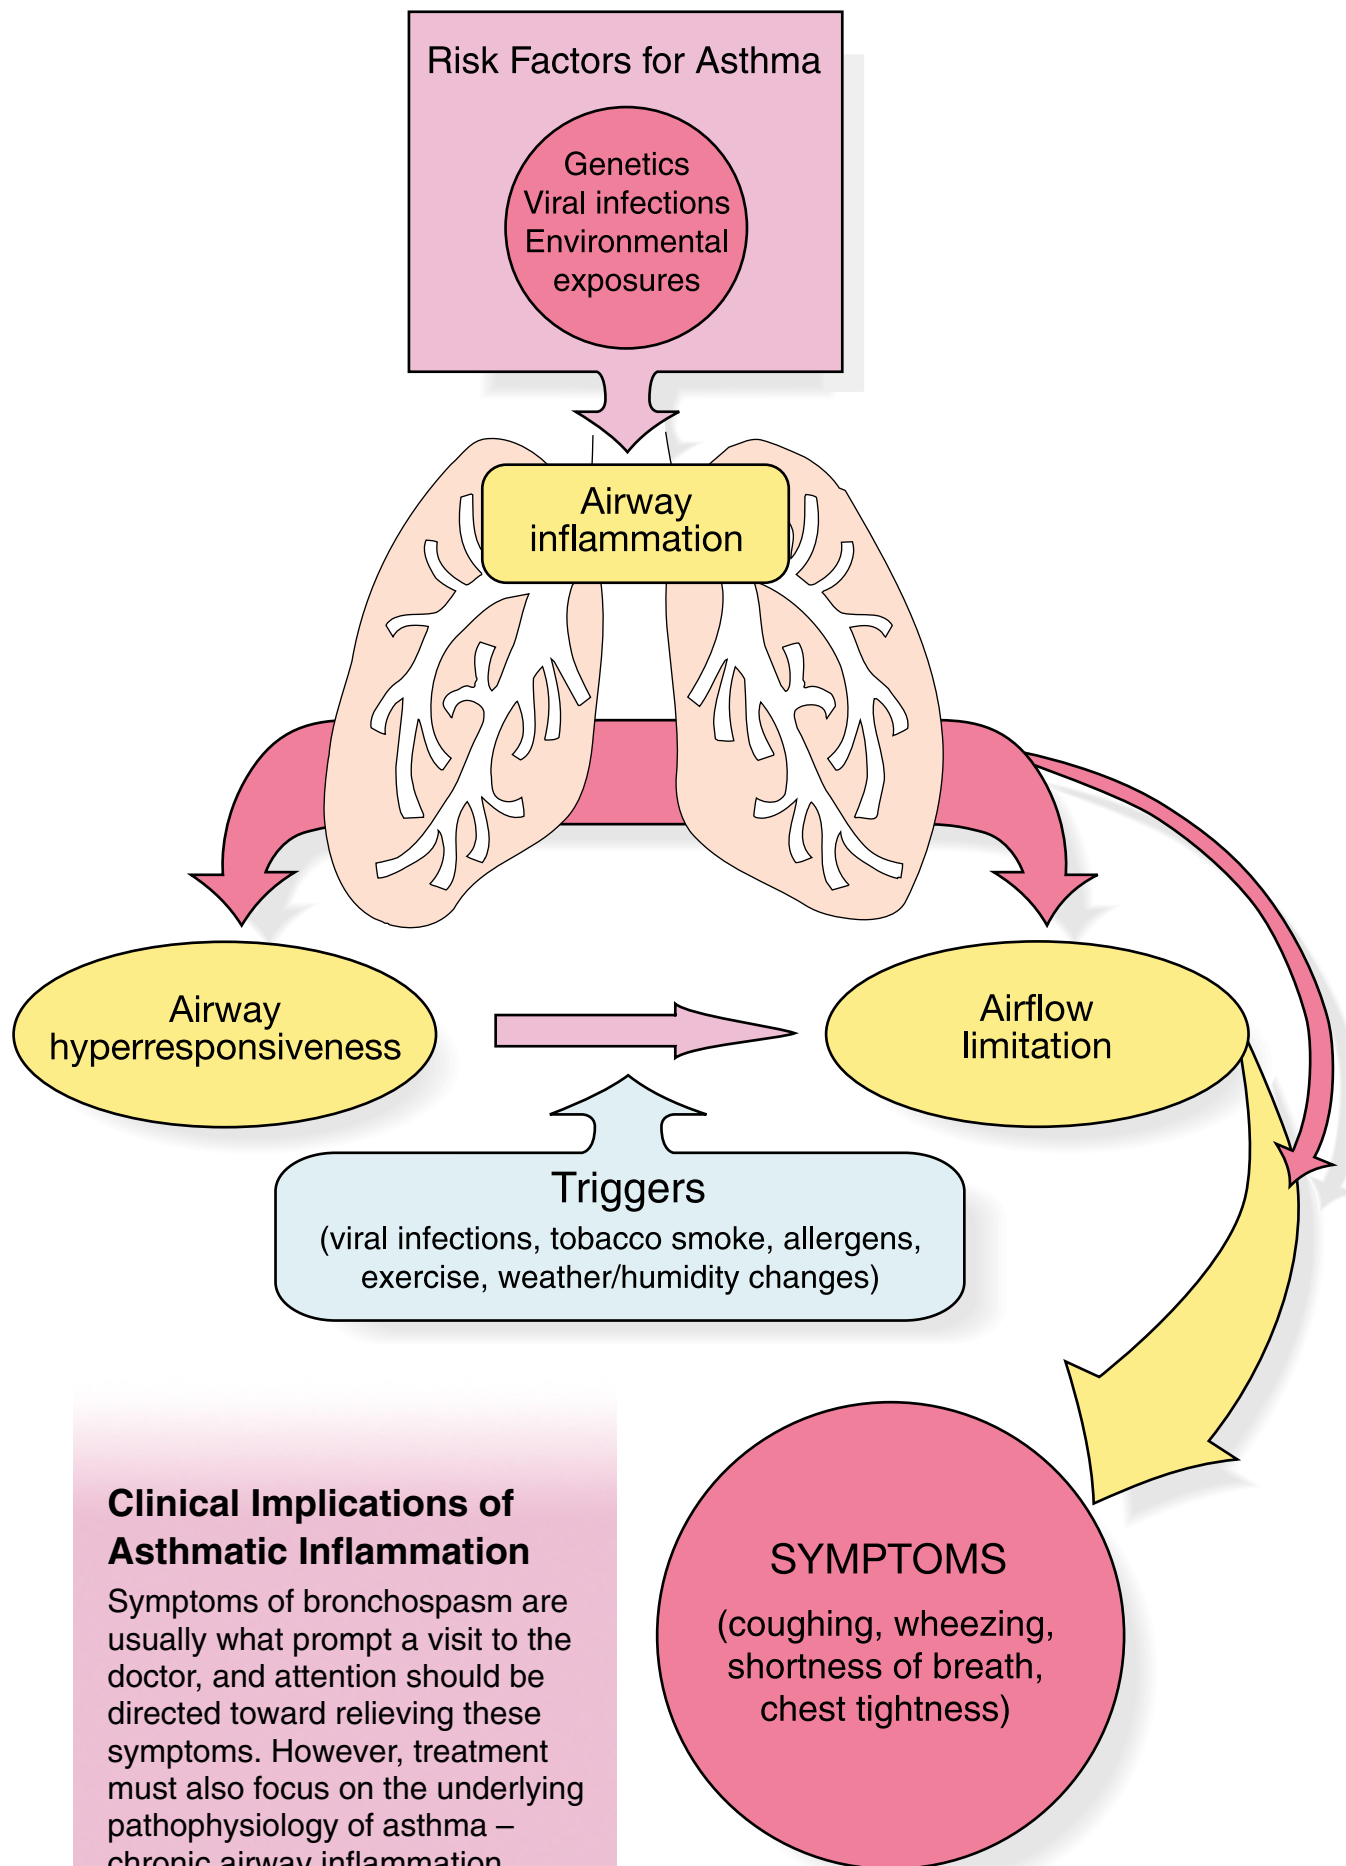 Risk Factors for Asthma
Genetics
Viral infections
Environmental
exposures
Airway
inflammation
Airway
hyperresponsiveness
Airflow
limitation
Triggers
(viral infections, tobacco smoke, allergens,
exercise, weather/humidity changes)
Clinical Implications of
Asthmatic Inflammation
Symptoms of bronchospasm are
usually what prompt a visit to the
doctor, and attention should be
directed toward relieving these
symptoms. However, treatment
must also focus on the underlying
pathophysiology of asthma –
chronic airway inflammation
SYMPTOMS
(coughing, wheezing,
shortness of breath,
chest tightness)